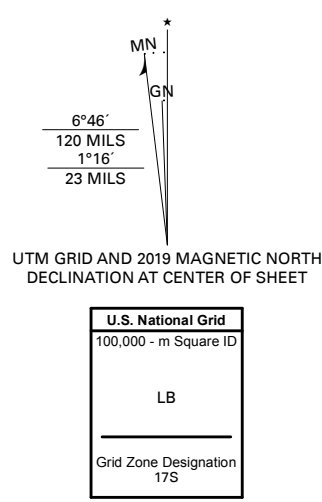 ★
MN
GN
6°46´
120 MILS
1°16´
23 MILS
UTM GRID AND 2019 MAGNETIC NORTH
DECLINATION AT CENTER OF SHEET
U.S. National Grid
100,000 - m Square ID
LB
Grid Zone Designation
17S